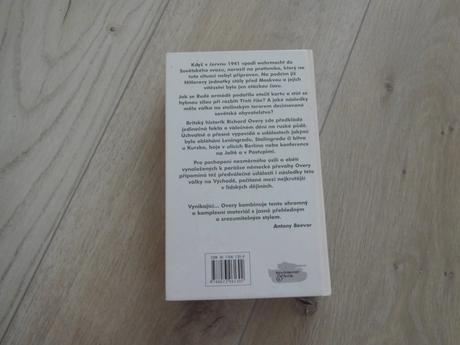 Když v červnu 1941 vpadl wehrmacht do
Sovětského svazu, narazil na protivníka, který na
tuto situaci nebyl připraven. Na podzim již
Hitlerovy jednotky stály před Moskvou a jejich
vítězství bylo jen otázkou času.
Jak se Rudé armádě podařilo otočit kartu a stát se
hybnou silou při rozbití Třetí říše? A jaké následky
měla válka na stalinským terorem decimované
sovětské obyvatelstvo?
Britský historik Richard Overy zde předkládá
jedinečná fakta o válečném dění na ruské půdě.
Úchvatně a přesně vypovídá o událostech jakými
bylo obléhání Leningradu, Stalingradu či bitva
u Kurska, boje v ulicích Berlína nebo konference
na Jaltě a v Postupimi.
Pro pochopení nezměrného úsilí a obětí
vynaložených k porážce německé převahy Overy
připomíná též předválečné události i následky této
války na Východě, počítané mezi nejkrutější
v lidských dějinách.
Vynikající... Overy kombinuje tento ohromný
a komplexní materiál s jasně přehledným
a srozumitelným stylem.
Antony Beevor
ISBN